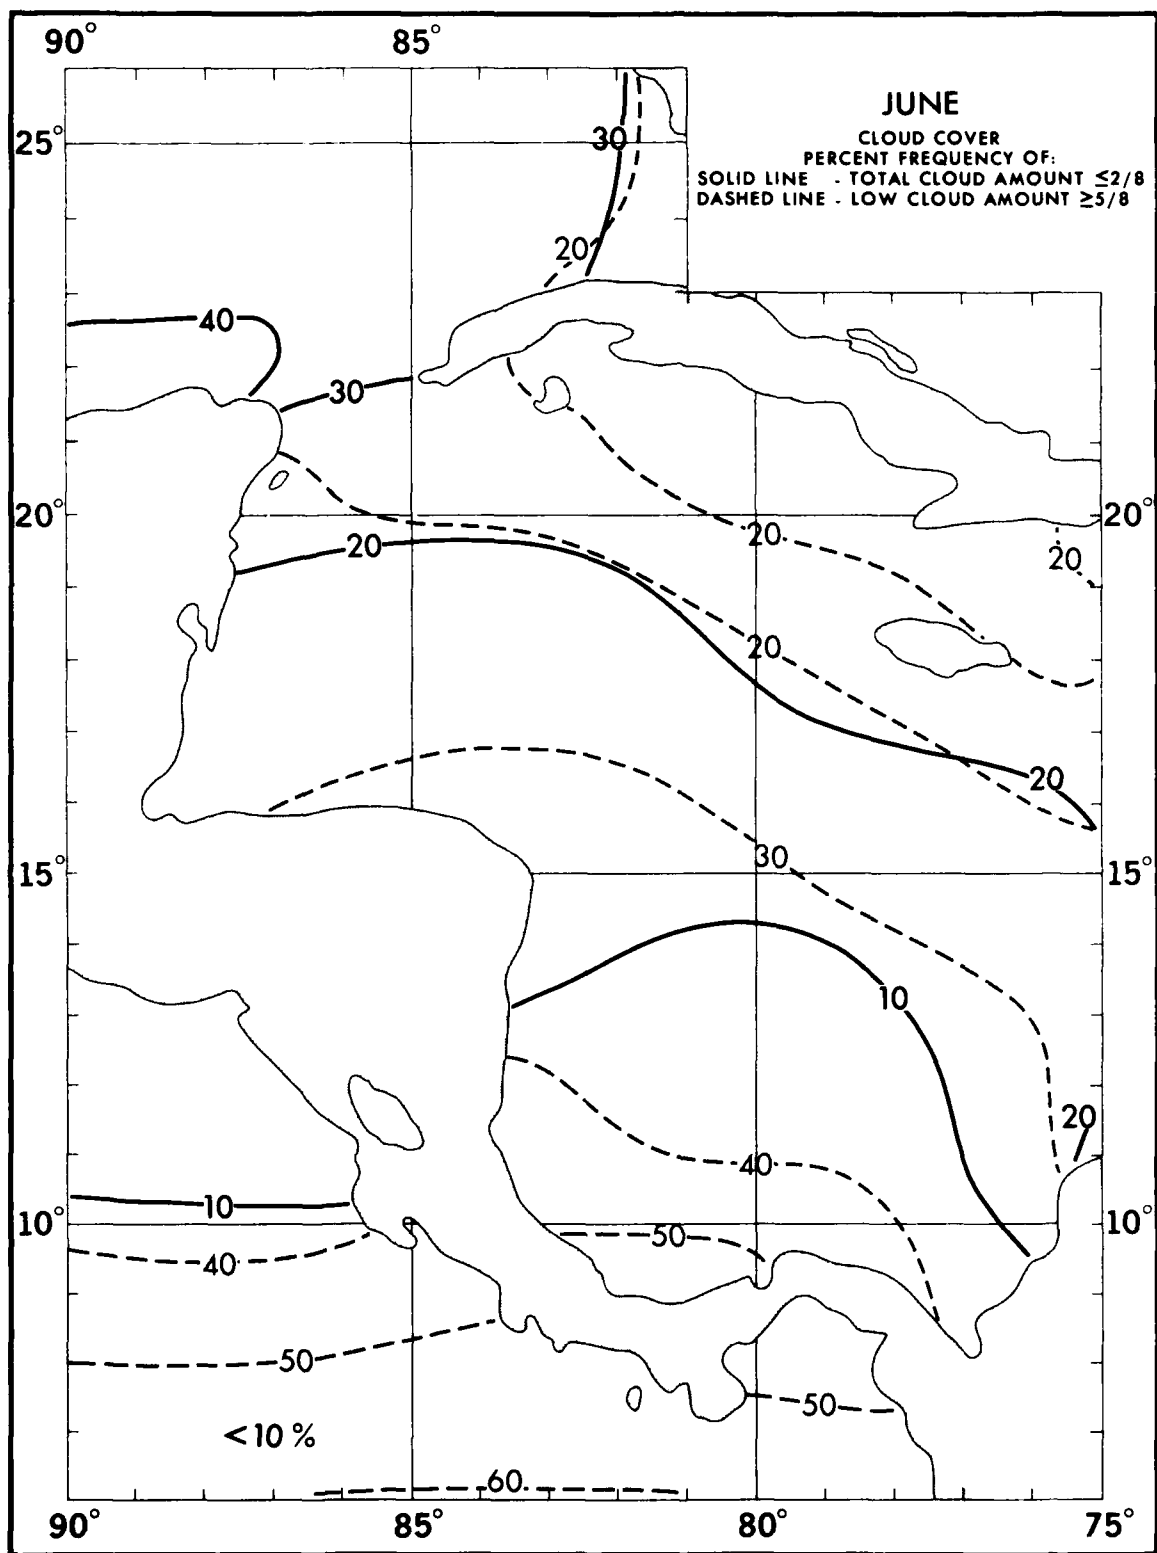 90° 85°
JUNE
CLOUD COVER
PERCENT FREQUENCY OF:
SOLID LINE - TOTAL CLOUD AMOUNT ≤2/8
DASHED LINE - LOW CLOUD AMOUNT ≥5/8
25° 30
20
40
30
20° 20 20°
20
20
20
20
15° 30 15°
10
20
40
10
10° 50 10°
40
50
50
<10 %
60
90° 85° 80° 75°